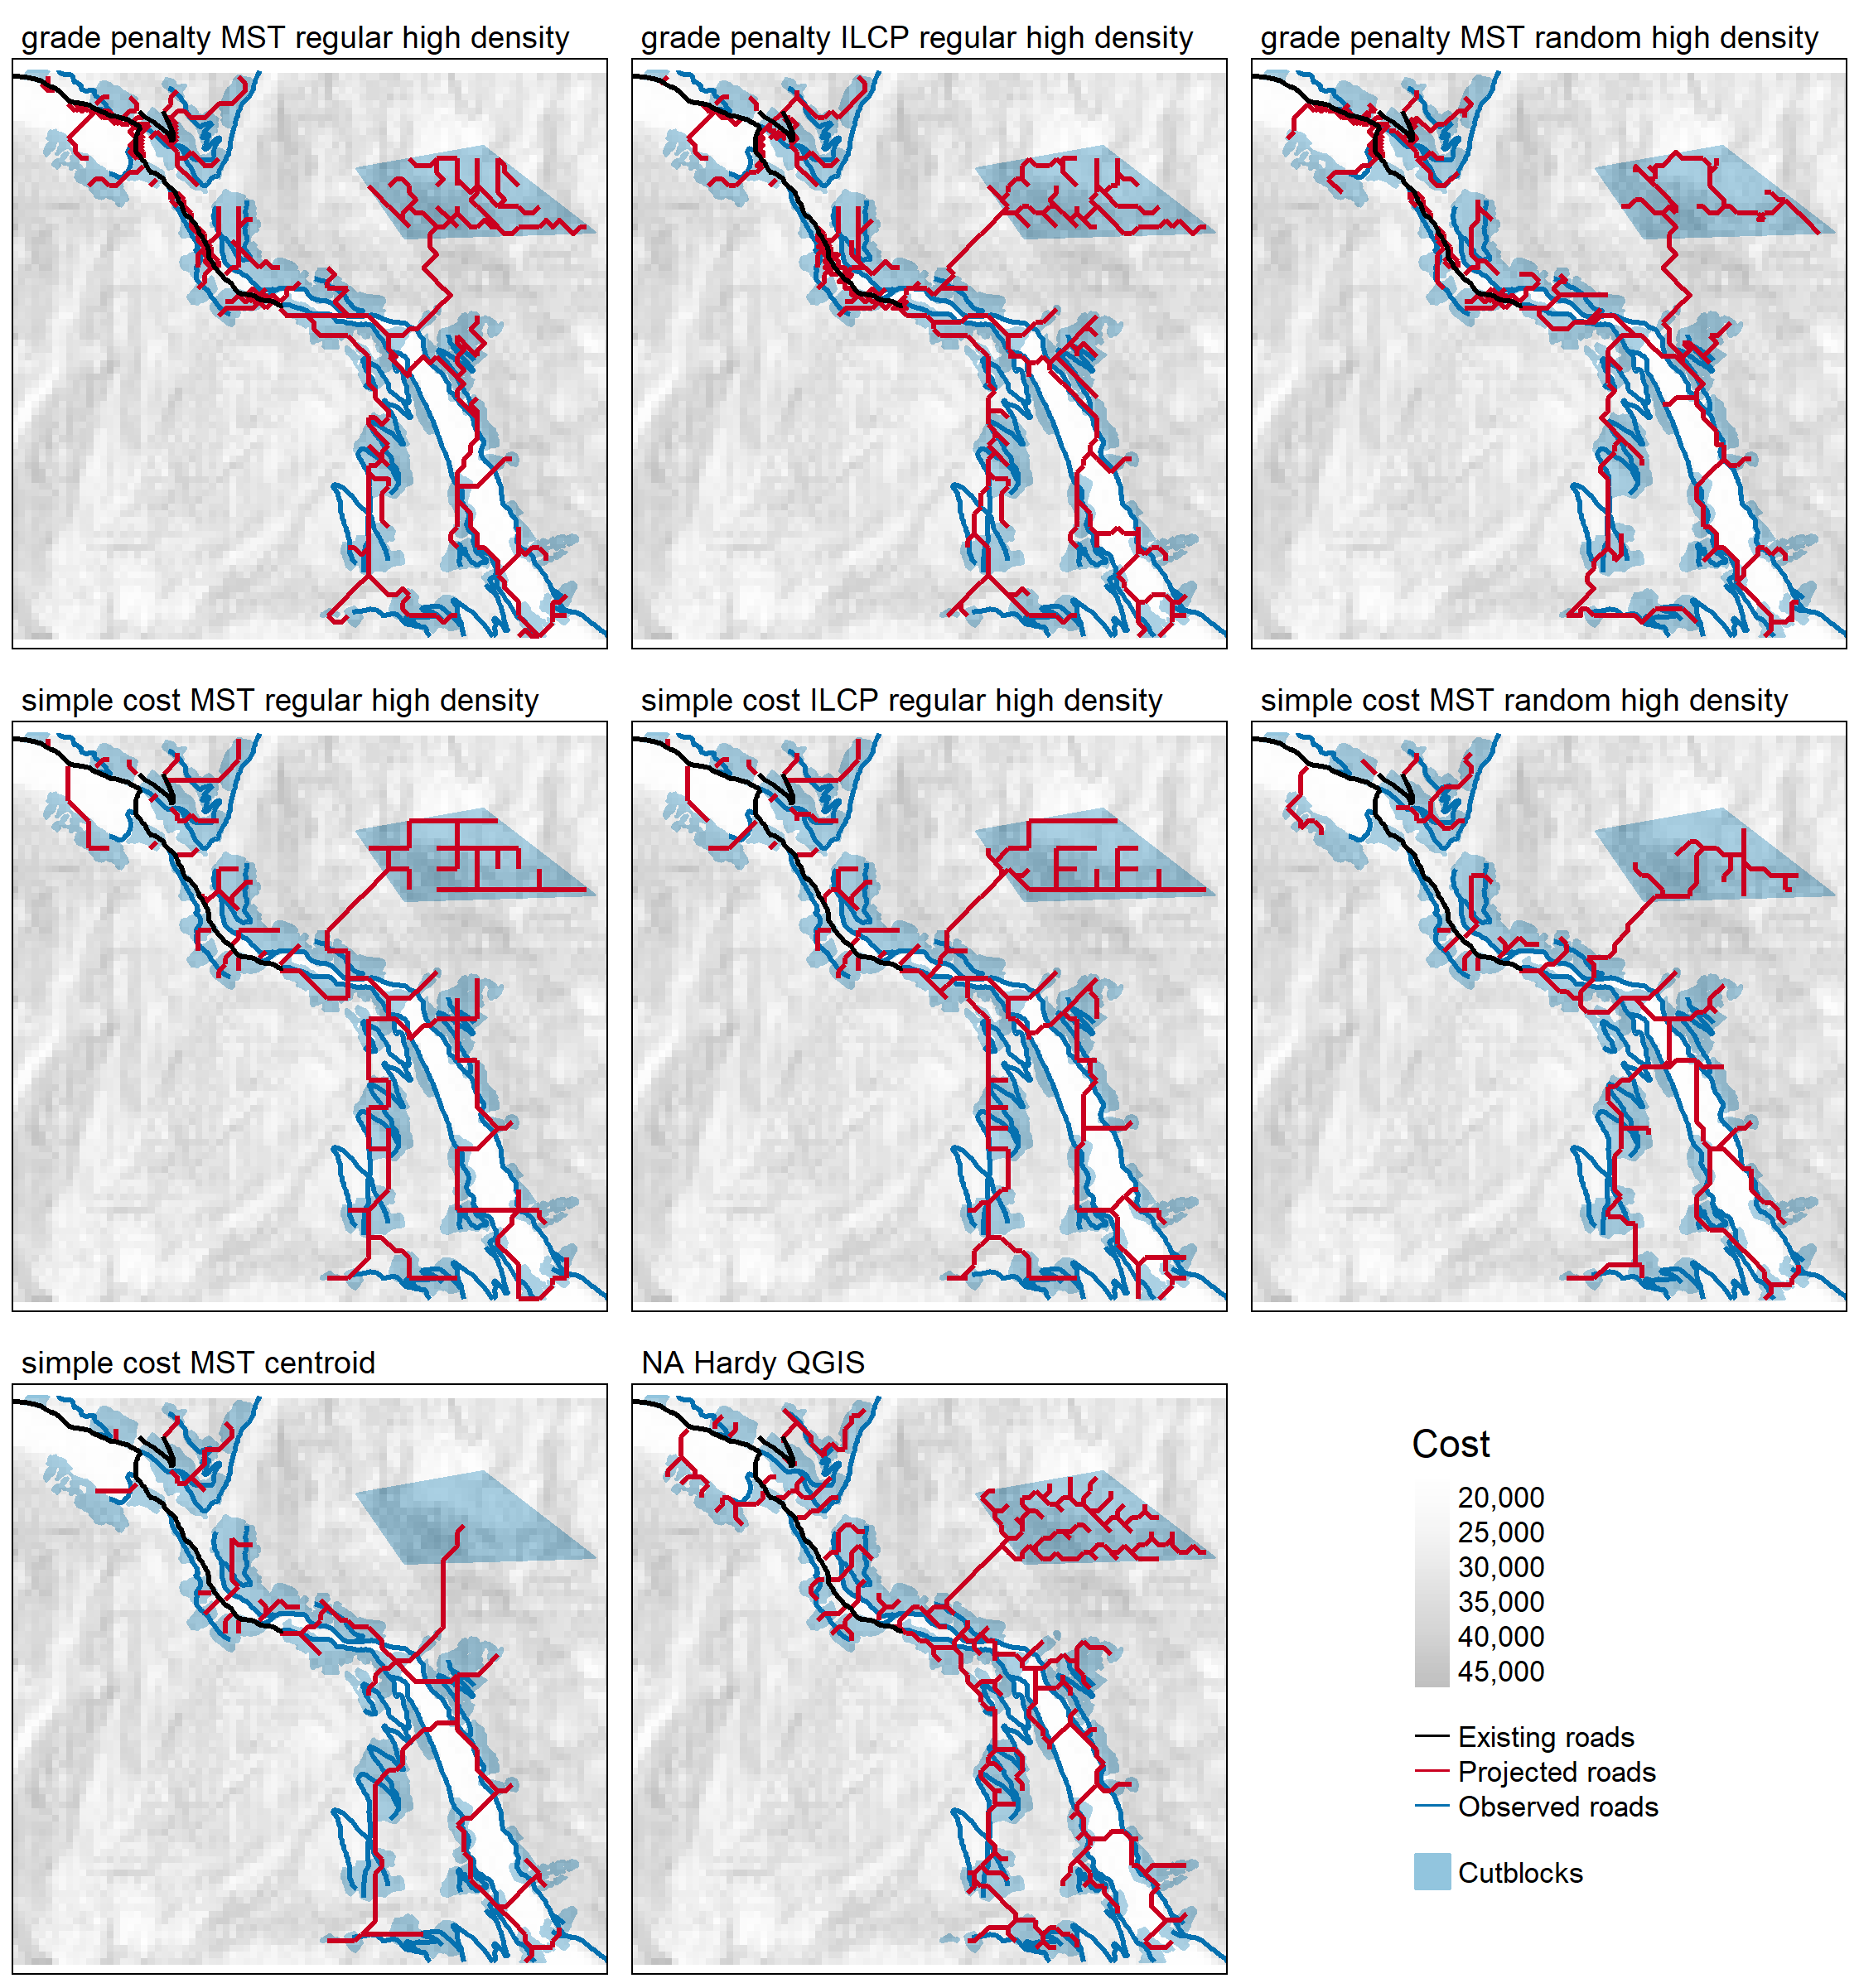 grade penalty MST regular high density
grade penalty ILCP regular high density
grade penalty MST random high density
simple cost MST regular high density
simple cost ILCP regular high density
simple cost MST random high density
simple cost MST centroid
NA Hardy QGIS
Cost
20,000
25,000
30,000
35,000
40,000
45,000
Existing roads
Projected roads
Observed roads
Cutblocks